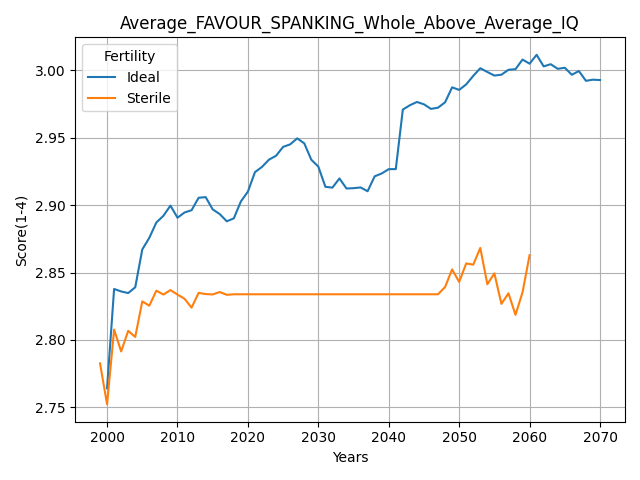 Average_FAVOUR_SPANKING_Whole_Above_Average_IQ
Fertility
Ideal
Sterile
Score(1-4)
3.00
2.95
2.90
2.85
2.80
2.75
2000 2010 2020 2030 2040 2050 2060 2070
Years